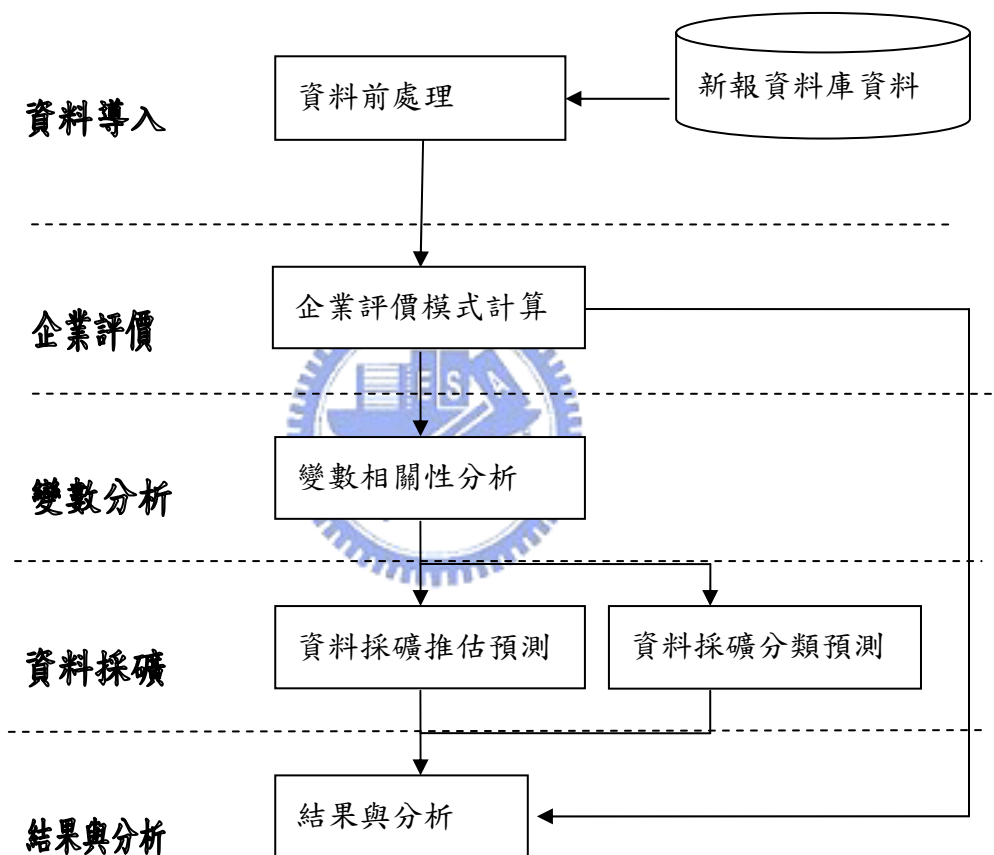 新報資料庫資料
資料前處理
資料導入
企業評價模式計算
企業評價
ESA
變數相關性分析
變數分析
資料採礦推估預測
資料採礦分類預測
資料採礦
結果與分析
結果與分析